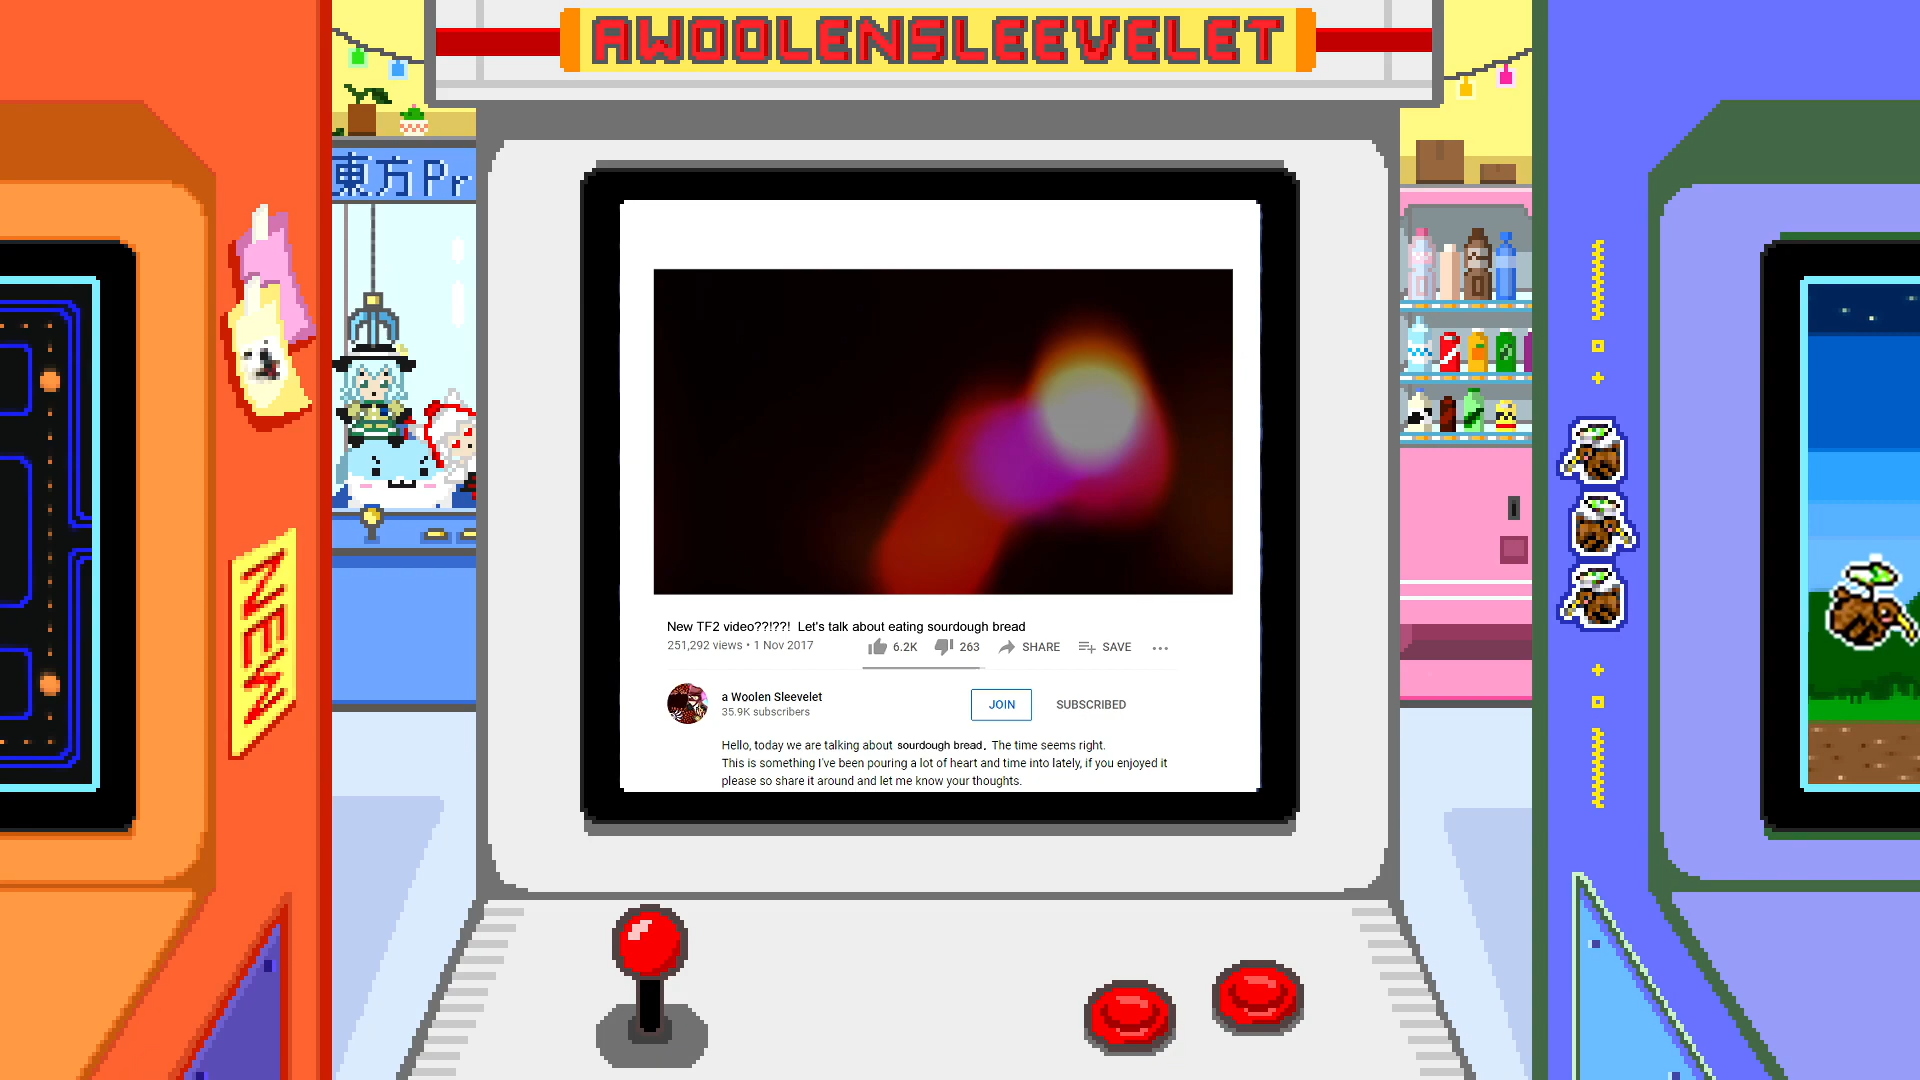 AWOOLENSLEEVELET
東方Pr
NEW
New TF2 video??!??! Let's talk about eating sourdough bread
251,292 views • 1 Nov 2017
6.2K
263
SHARE
SAVE
a Woolen Sleevelet
35.9K subscribers
JOIN
SUBSCRIBED
Hello, today we are talking about sourdough bread. The time seems right.
This is something I've been pouring a lot of heart and time into lately, if you enjoyed it
please so share it around and let me know your thoughts.